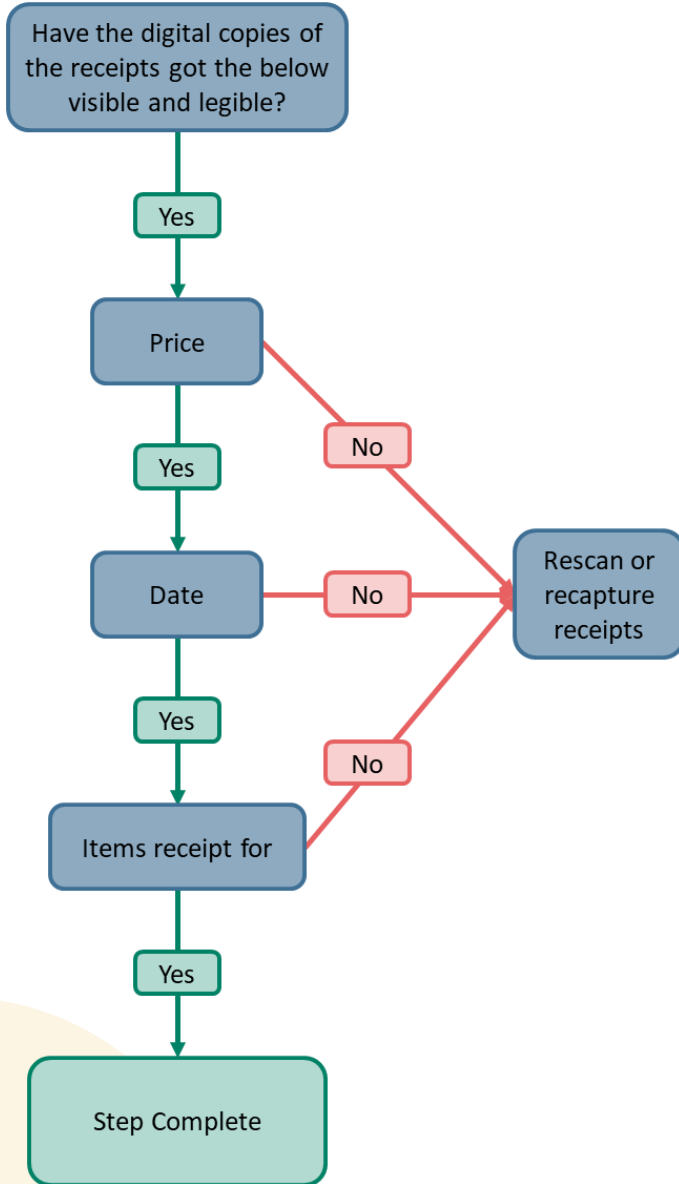 Have the digital copies of
the receipts got the below
visible and legible?
Yes
Price
No
Yes
Date
No
Rescan or
recapture
receipts
Yes
No
Items receipt for
Yes
Step Complete